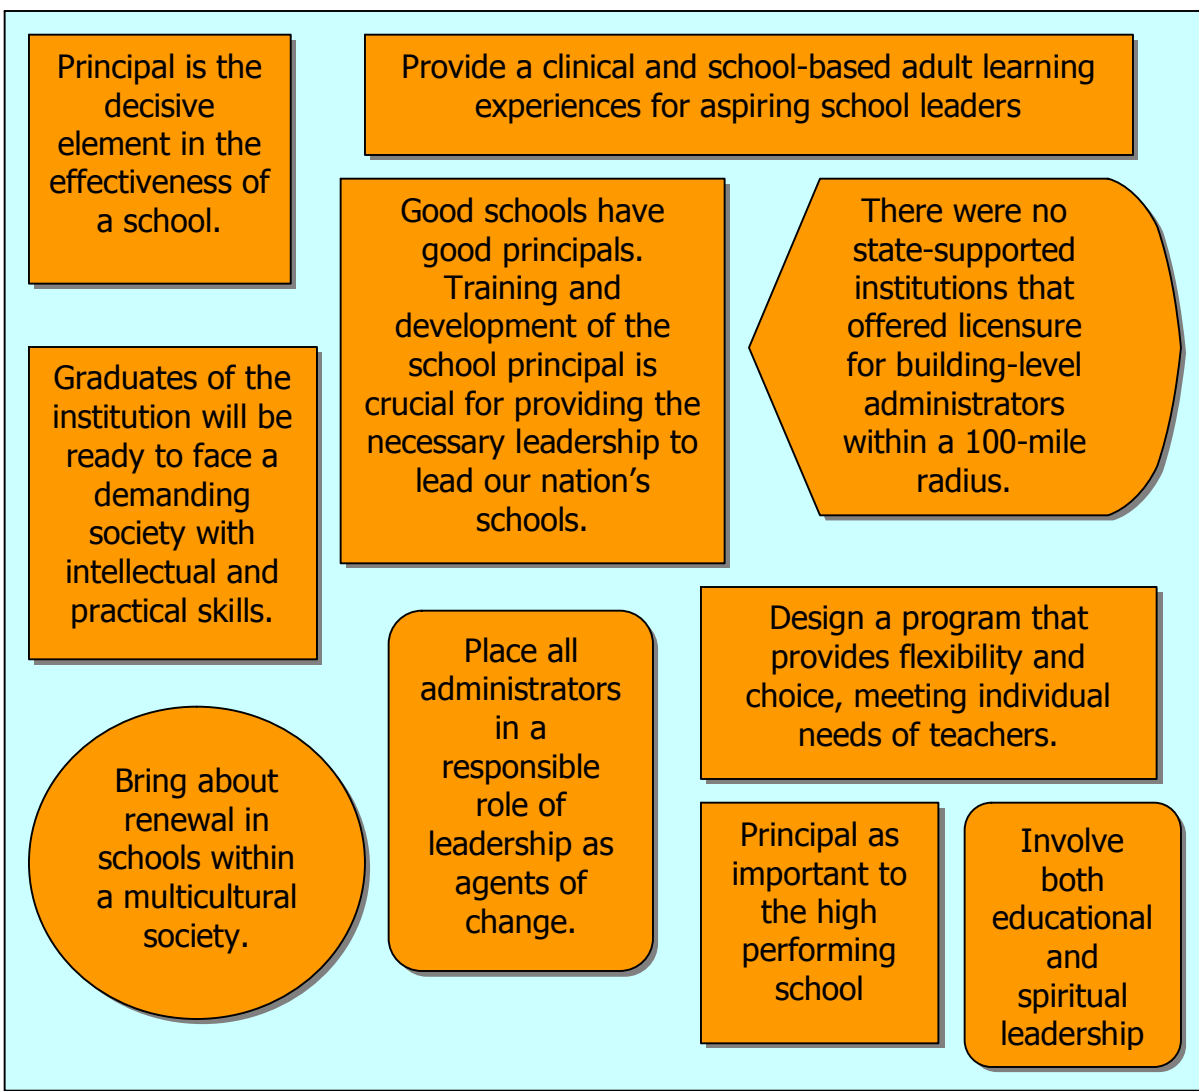 Principal is the
decisive
element in the
effectiveness of
a school.
Provide a clinical and school-based adult learning
experiences for aspiring school leaders
Good schools have
good principals.
Training and
development of the
school principal is
crucial for providing the
necessary leadership to
lead our nation’s
schools.
There were no
state-supported
institutions that
offered licensure
for building-level
administrators
within a 100-mile
radius.
Graduates of the
institution will be
ready to face a
demanding
society with
intellectual and
practical skills.
Place all
administrators
in a
responsible
role of
leadership as
agents of
change.
Design a program that
provides flexibility and
choice, meeting individual
needs of teachers.
Bring about
renewal in
schools within
a multicultural
society.
Principal as
important to
the high
performing
school
Involve
both
educational
and
spiritual
leadership